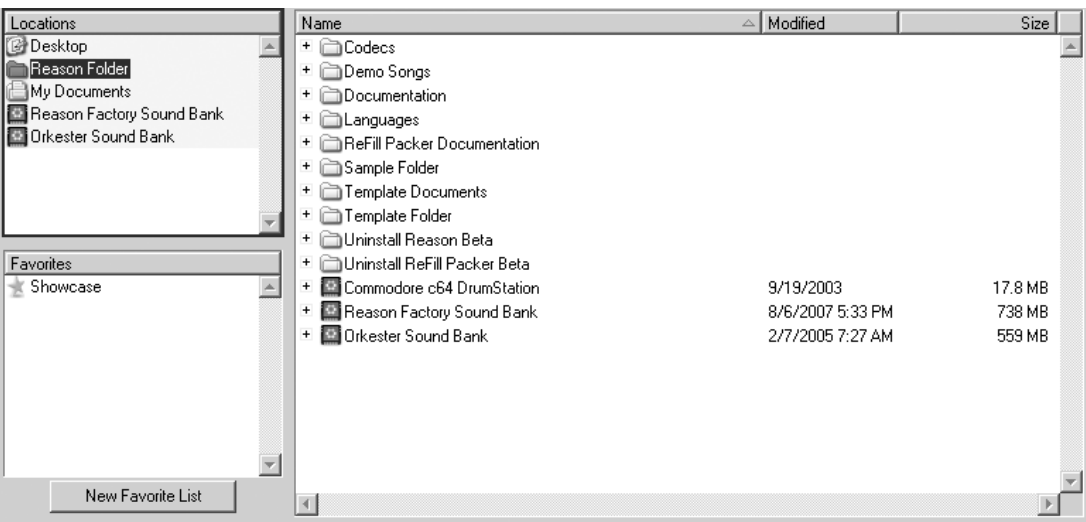 Locations
Desktop
Reason Folder
My Documents
Reason Factory Sound Bank
Orkester Sound Bank
Favorites
Showcase
New Favorite List
Name Modified Size
Codecs
Demo Songs
Documentation
Languages
ReFill Packer Documentation
Sample Folder
Template Documents
Template Folder
Uninstall Reason Beta
Uninstall ReFill Packer Beta
Commodore c64 DrumStation 9/19/2003 17.8 MB
Reason Factory Sound Bank 8/6/2007 5:33 PM 738 MB
Orkester Sound Bank 2/7/2005 7:27 AM 559 MB